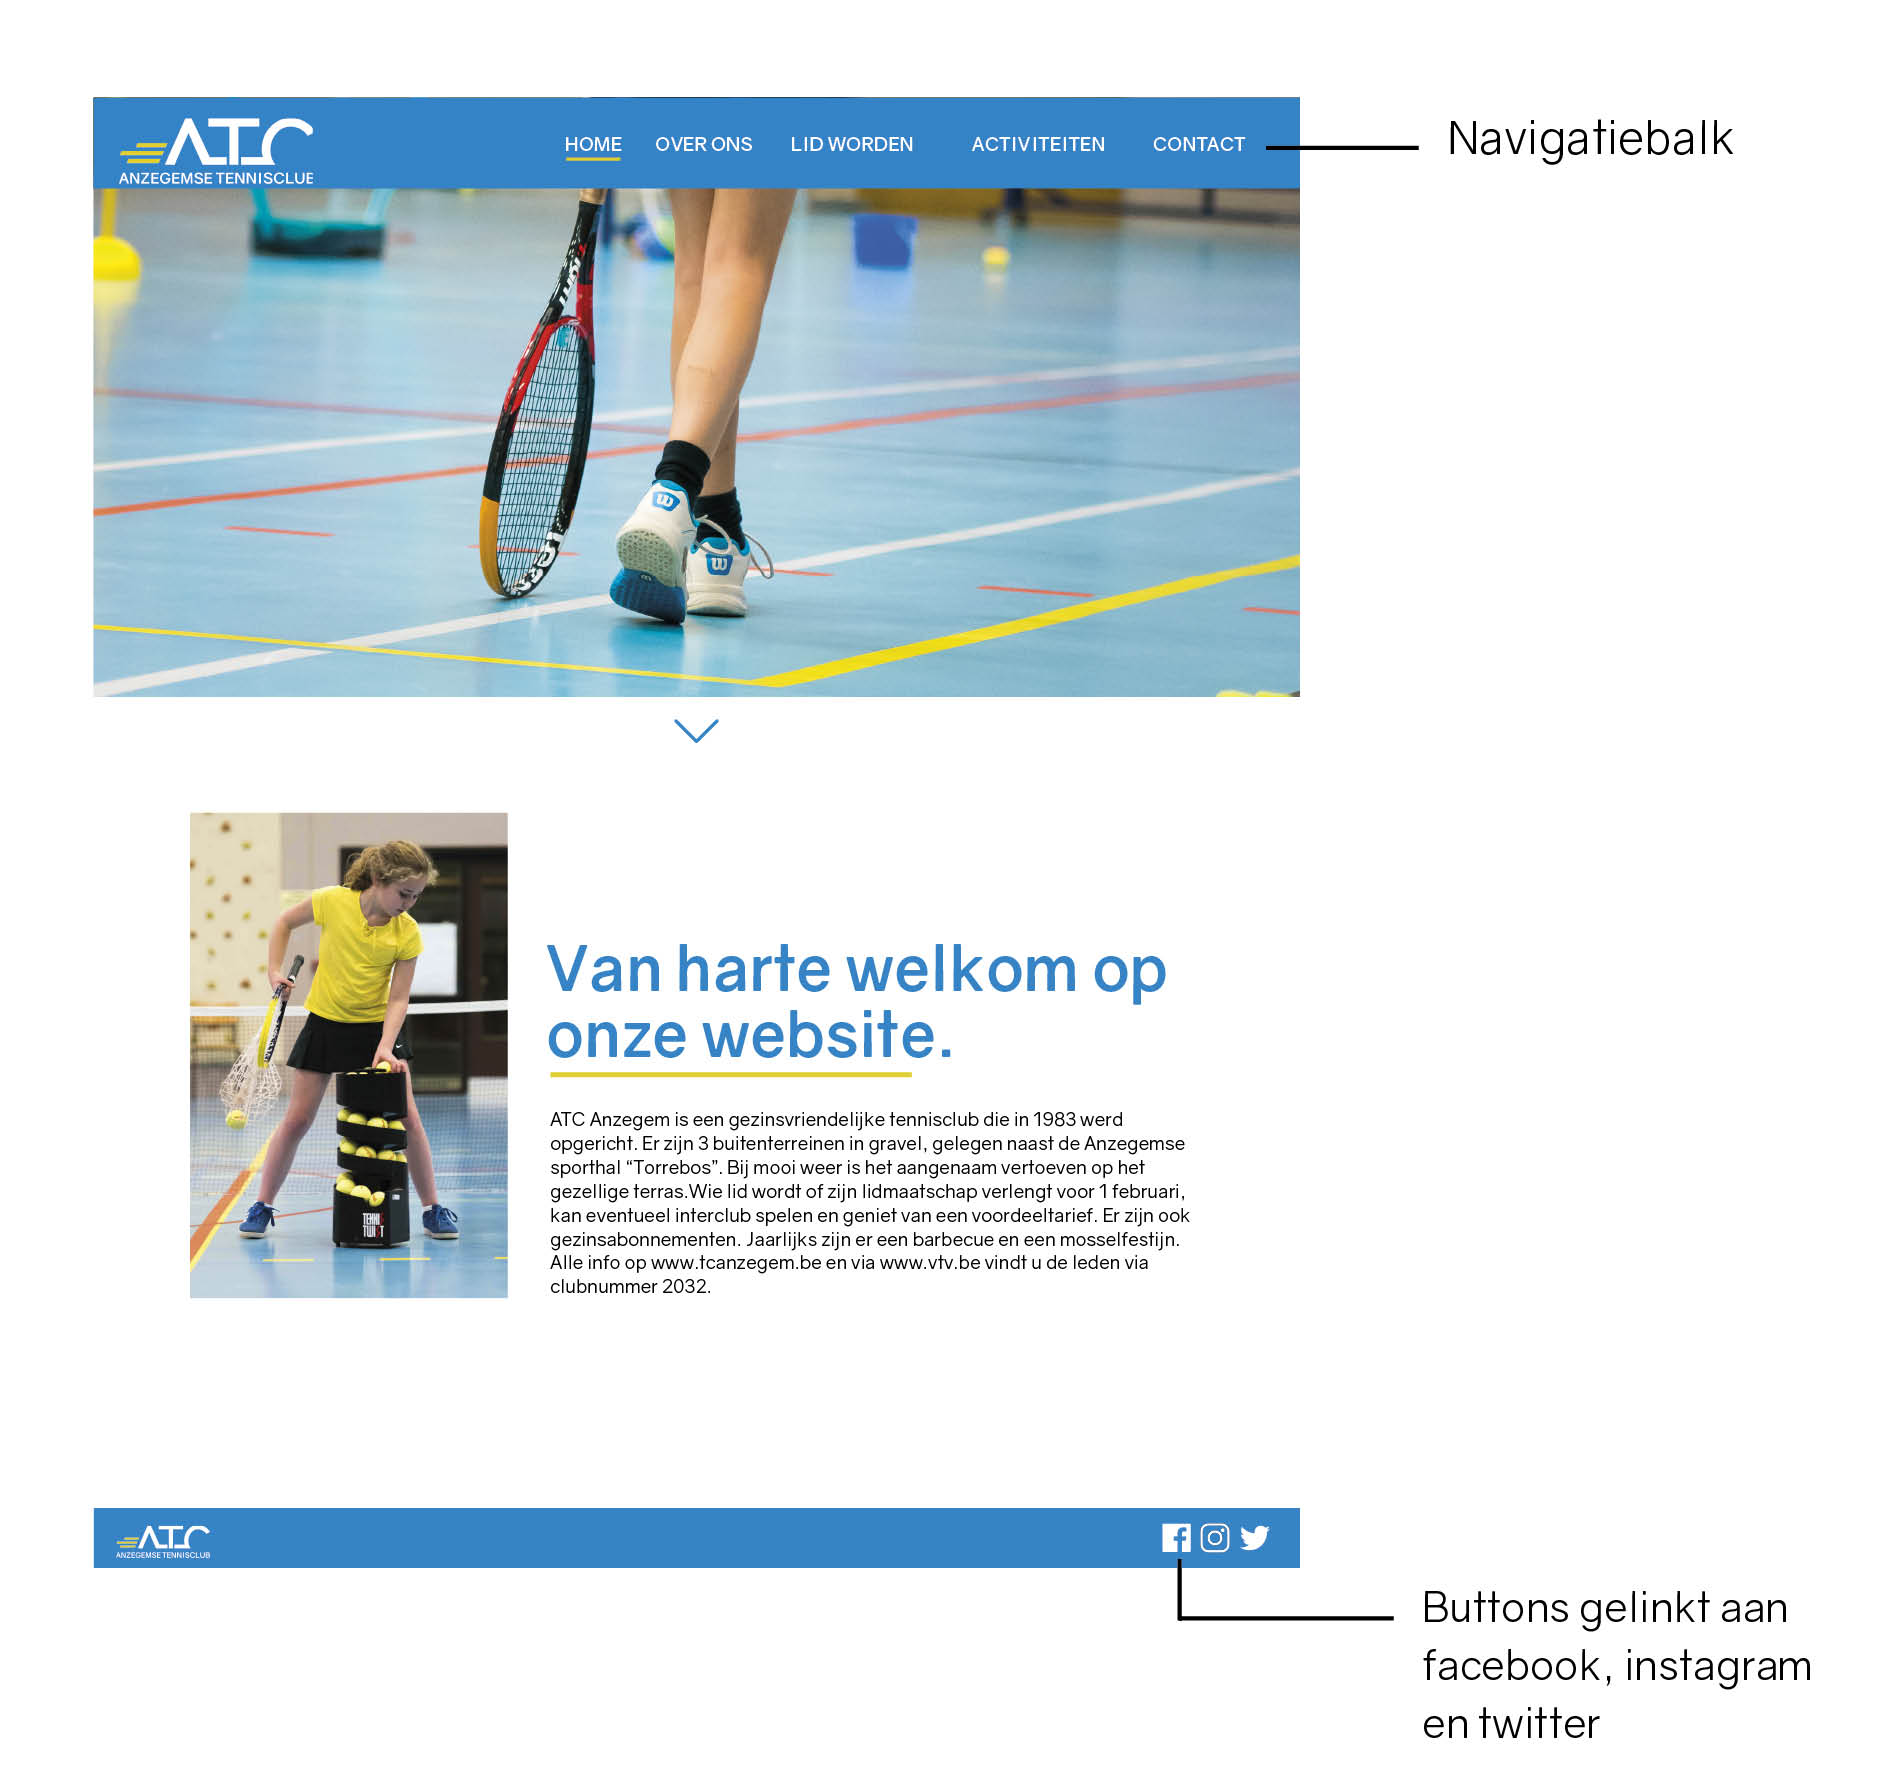 ATC
ANZEGEMSE TENNISCLUB
HOME OVER ONS LID WORDEN ACTIVITEITEN CONTACT
Navigatiebalk
W
W
Van harte welkom op
onze website.
ATC Anzegem is een gezinsvriendelijke tennisclub die in 1983 werd
opgericht. Er zijn 3 buitenterreinen in gravel, gelegen naast de Anzegemse
sporthal “Torrebos”. Bij mooi weer is het aangenaam vertoeven op het
gezellige terras.Wie lid wordt of zijn lidmaatschap verlengt voor 1 februari,
kan eventueel interclub spelen en geniet van een voordeeltarief. Er zijn ook
gezinsabonnementen. Jaarlijks zijn er een barbecue en een mosselfestijn.
Alle info op www.tcanzegem.be en via www.vtv.be vindt u de leden via
clubnummer 2032.
TENNIS
TWIST
ATC
ANZEGEMSE TENNISCLUB
Buttons gelinkt aan
facebook, instagram
en twitter